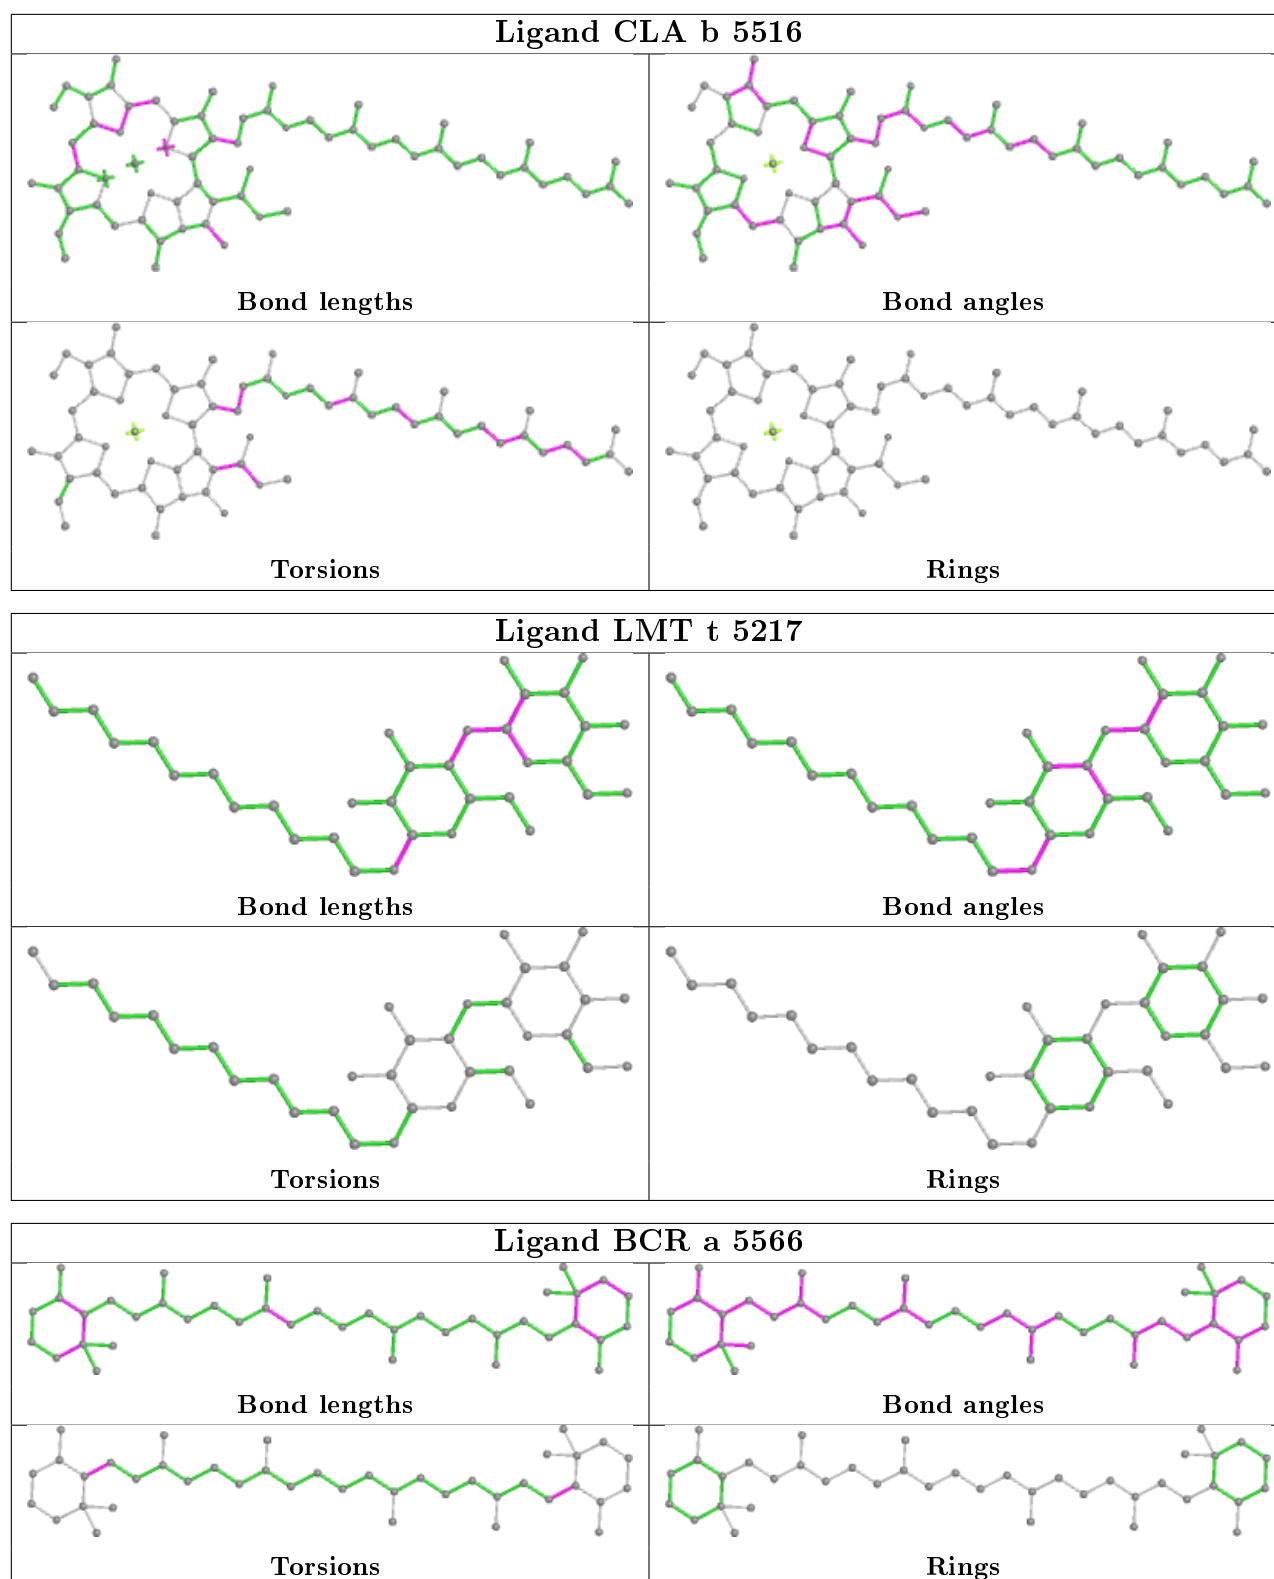 Ligand CLA b 5516
Bond lengths
Bond angles
Torsions
Rings
Ligand LMT t 5217
Bond lengths
Bond angles
Torsions
Rings
Ligand BCR a 5566
Bond lengths
Bond angles
Torsions
Rings